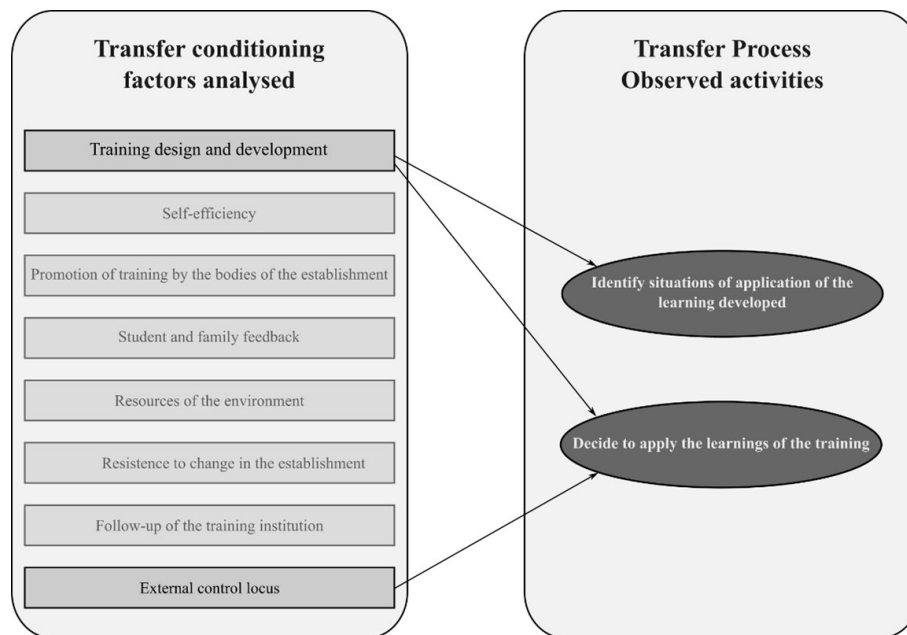 Transfer conditioning
factors analysed
Training design and development
Self-efficiency
Promotion of training by the bodies of the establishment
Student and family feedback
Resources of the environment
Resistence to change in the establishment
Follow-up of the training institution
External control locus
Transfer Process
Observed activities
Identify situations of application of the
learning developed
Decide to apply the learnings of the training